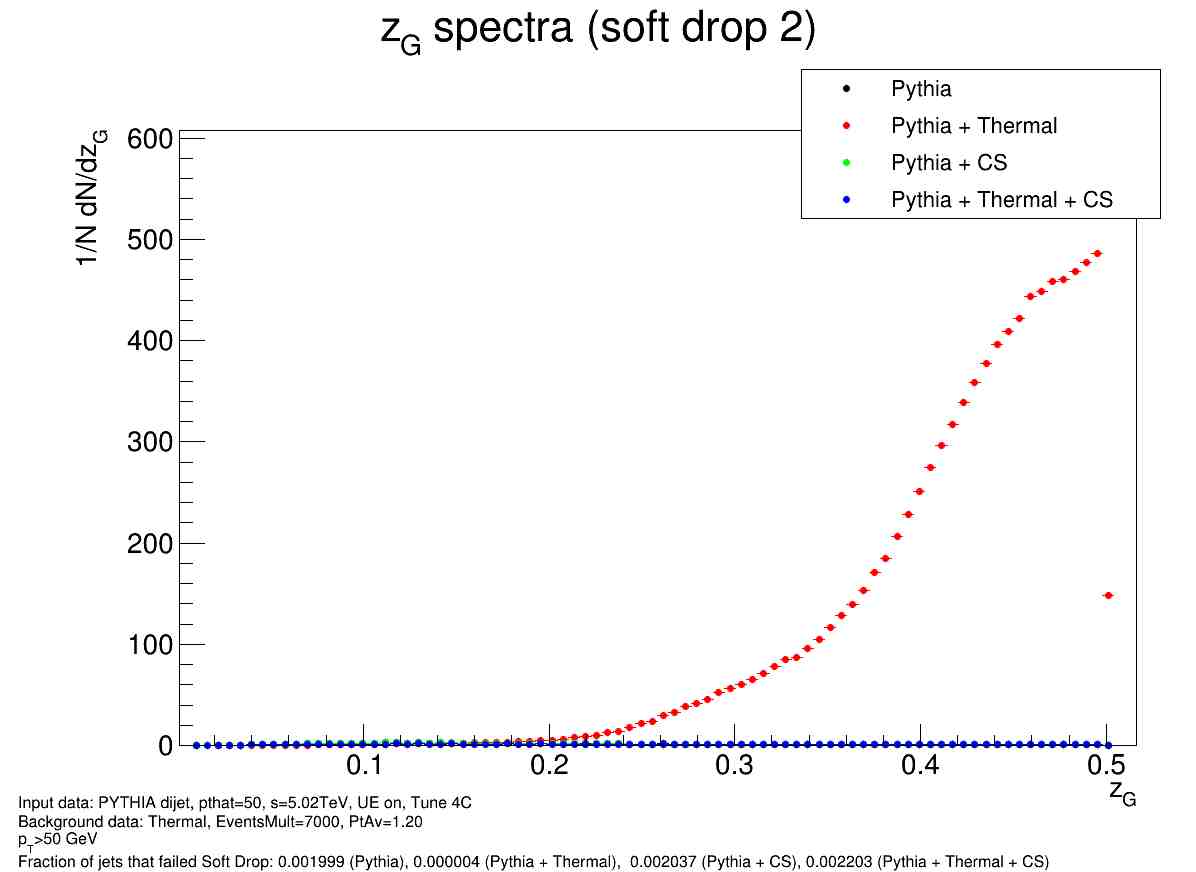 zG spectra (soft drop 2)
Pythia
Pythia + Thermal
Pythia + CS
Pythia + Thermal + CS
1/N dN/dzG
600
500
400
300
200
100
0
0.1 0.2 0.3 0.4 0.5
zG
Input data: PYTHIA dijet, pthat=50, s=5.02TeV, UE on, Tune 4C
Background data: Thermal, EventsMult=7000, PtAv=1.20
pT>50 GeV
Fraction of jets that failed Soft Drop: 0.001999 (Pythia), 0.000004 (Pythia + Thermal), 0.002037 (Pythia + CS), 0.002203 (Pythia + Thermal + CS)